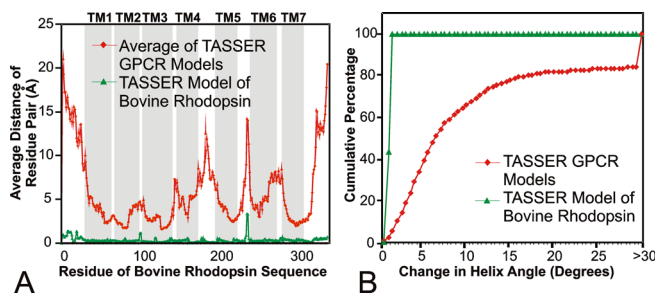 TM1 TM2 TM3 TM4 TM5 TM6 TM7
25
20
15
10
5
0
Average Distance of
Residue Pair (Å)
Average of TASSER
GPCR Models
TASSER Model of
Bovine Rhodopsin
0 100 200 300
Residue of Bovine Rhodopsin Sequence
A
100
80
60
40
20
0
Cumulative Percentage
TASSER GPCR
Models
TASSER Model of
Bovine Rhodopsin
0 5 10 15 20 25 >30
Change in Helix Angle (Degrees)
B